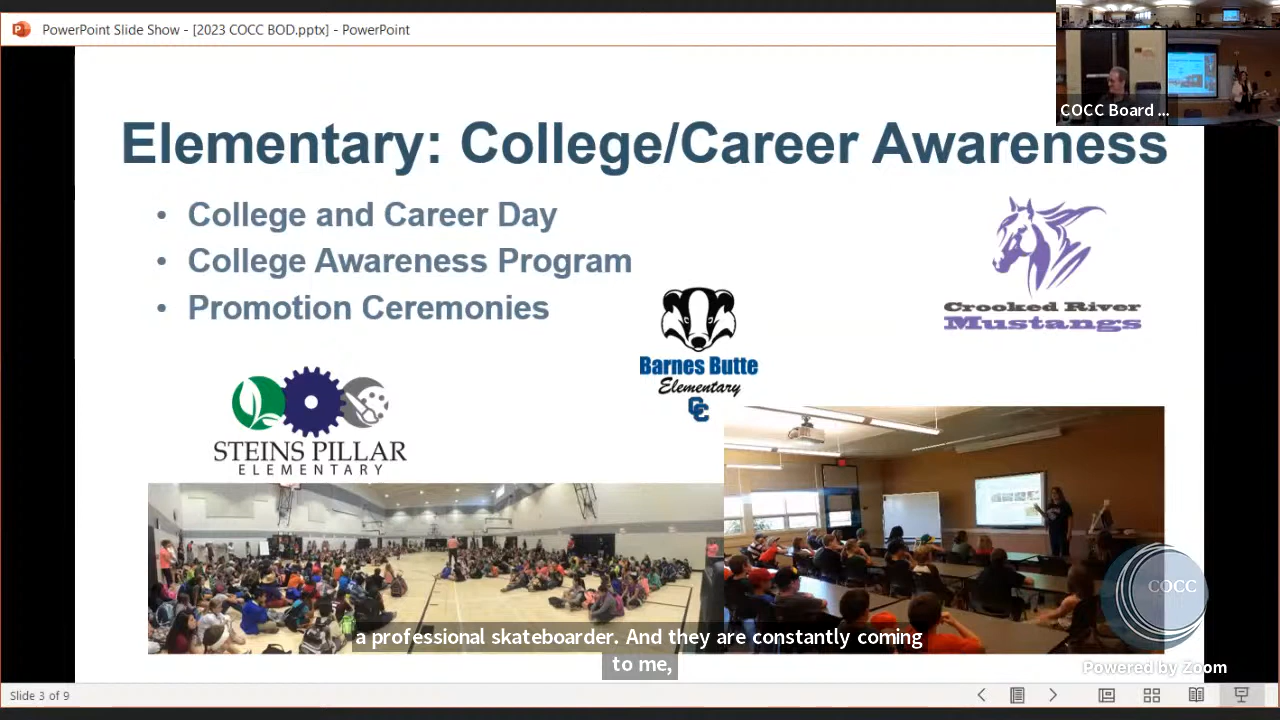 PowerPoint Slide Show - [2023 COCC BOD.pptx] - PowerPoint
COCC Board ...
Elementary: College/Career Awareness
• College and Career Day
• College Awareness Program
• Promotion Ceremonies
Crooked River
Mustangs
Barnes Butte
Elementary
CC
STEINS PILLAR
ELEMENTARY
COCC
a professional skateboarder. And they are constantly coming
to me,
Powered by Zoom
Slide 3 of 9